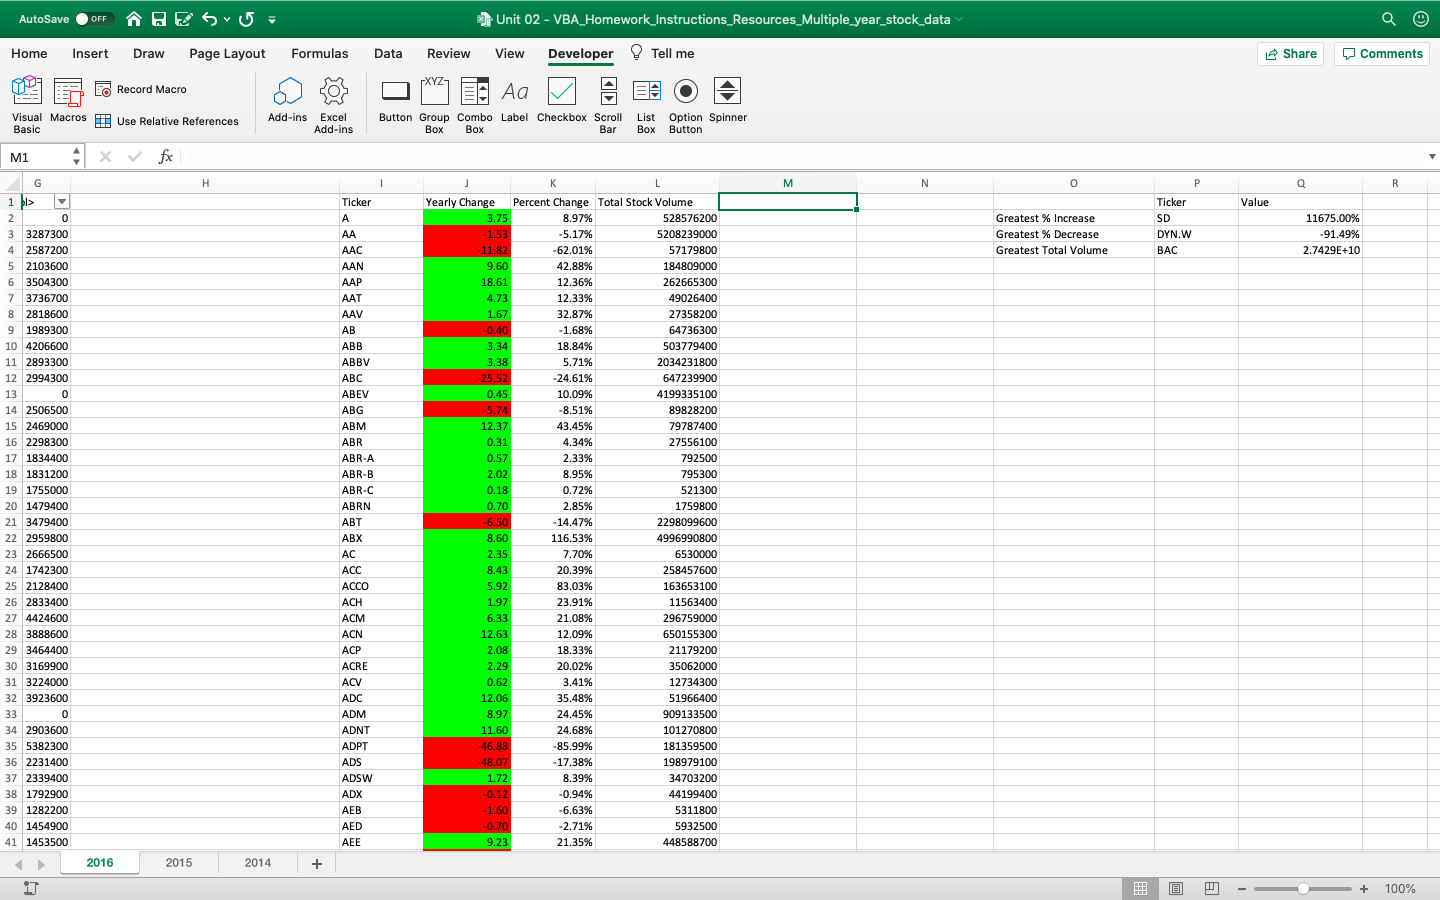 AutoSave OFF Unit 02 - VBA_Homework_Instructions_Resources_Multiple_year_stock_data
Home Insert Draw Page Layout Formulas Data Review View Developer Tell me Share Comments
Visual Basic Macros Record Macro Use Relative References Add-ins Excel Add-ins Button Group Box Combo Box Label Checkbox Scroll Bar List Box Option Button Spinner
M1 fx
G H I J K L M N O P Q R
1 ol> Ticker Yearly Change Percent Change Total Stock Volume Ticker Value
2 0 A 3.75 8.97% 528576200 Greatest % Increase SD 11675.00%
3 3287300 AA -1.53 -5.17% 5208239000 Greatest % Decrease DYN.W -91.49%
4 2587200 AAC -11.82 -62.01% 57179800 Greatest Total Volume BAC 2.7429E+10
5 2103600 AAN 9.60 42.88% 184809000
6 3504300 AAP 18.61 12.36% 262665300
7 3736700 AAT 4.73 12.33% 49026400
8 2818600 AAV 1.67 32.87% 27358200
9 1989300 AB -0.40 -1.68% 64736300
10 4206600 ABB 3.34 18.84% 503779400
11 2893300 ABBV 3.38 5.71% 2034231800
12 2994300 ABC -25.52 -24.61% 647239900
13 0 ABEV 0.45 10.09% 4199335100
14 2506500 ABG -5.74 -8.51% 89828200
15 2469000 ABM 12.37 43.45% 79787400
16 2298300 ABR 0.31 4.34% 27556100
17 1834400 ABR-A 0.57 2.33% 792500
18 1831200 ABR-B 2.02 8.95% 795300
19 1755000 ABR-C 0.18 0.72% 521300
20 1479400 ABRN 0.70 2.85% 1759800
21 3479400 ABT -6.50 -14.47% 2298099600
22 2959800 ABX 8.60 116.53% 4996990800
23 2666500 AC 2.35 7.70% 6530000
24 1742300 ACC 8.43 20.39% 258457600
25 2128400 ACCO 5.92 83.03% 163653100
26 2833400 ACH 1.97 23.91% 11563400
27 4424600 ACM 6.33 21.08% 296759000
28 3888600 ACN 12.63 12.09% 650155300
29 3464400 ACP 2.08 18.33% 21179200
30 3169900 ACRE 2.29 20.02% 35062000
31 3224000 ACV 0.62 3.41% 12734300
32 3923600 ADC 12.06 35.48% 51966400
33 0 ADM 8.97 24.45% 909133500
34 2903600 ADNT 11.60 24.68% 101270800
35 5382300 ADPT -46.88 -85.99% 181359500
36 2231400 ADS -48.07 -17.38% 198979100
37 2339400 ADSW 1.72 8.39% 34703200
38 1792900 ADX -0.12 -0.94% 44199400
39 1282200 AEB -1.60 -6.63% 5311800
40 1454900 AED -0.70 -2.71% 5932500
41 1453500 AEE 9.23 21.35% 448588700
2016 2015 2014
100%